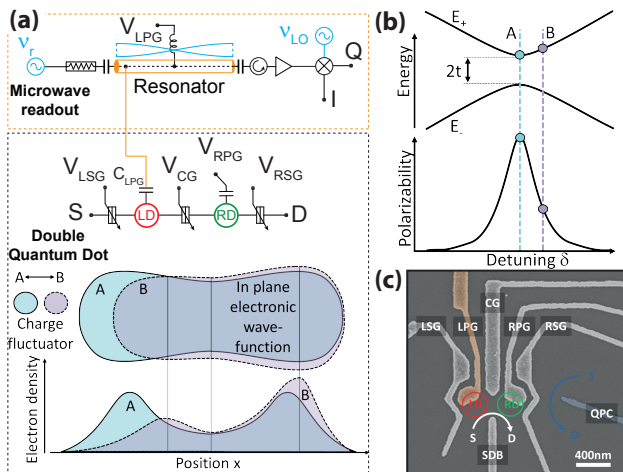 (a)
V_LPG
ν_r
ν_LO
Q
I
Resonator
Microwave
readout
V_LSG
C_LPG
V_CG
V_RPG
V_RSG
S
LD
RD
D
Double
Quantum Dot
A B
Charge
fluctuator
A
B
In plane
electronic
wave-
function
Electron density
A
B
Position x
(b)
E_+
A
B
Energy
2t
E_-
Polarizability
Detuning δ
(c)
CG
LSG
LPG
RPG
RSG
LD
RD
S
D
SDB
S
D
QPC
400nm